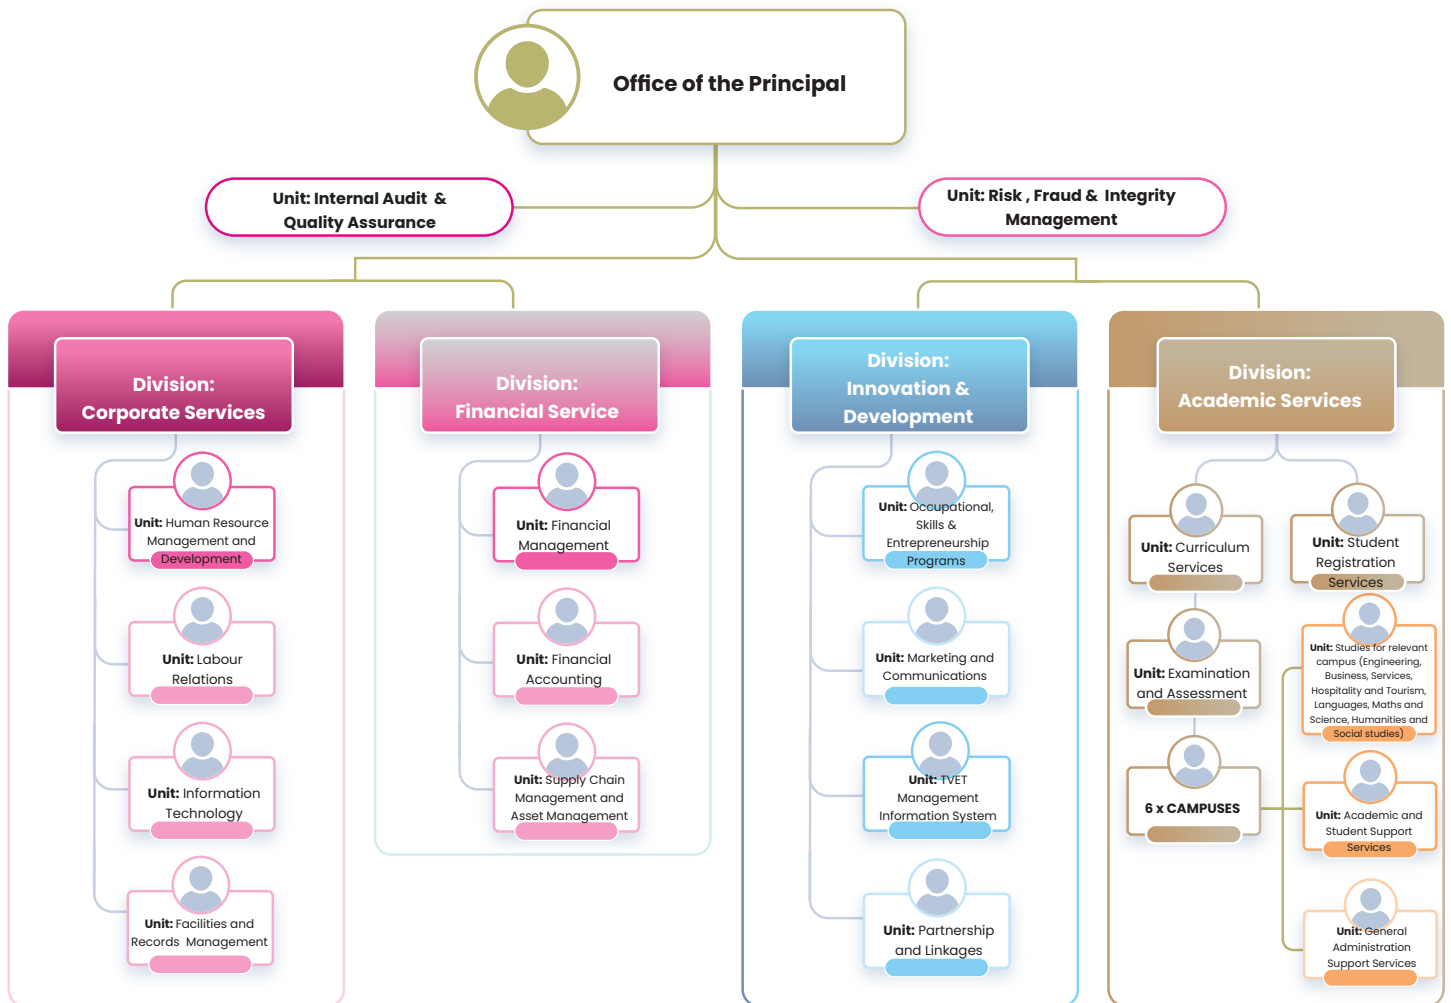 Office of the Principal
Unit: Internal Audit &
Quality Assurance
Unit: Risk , Fraud & Integrity
Management
Division:
Corporate Services
Unit: Human Resource
Management and
Development
Unit: Labour
Relations
Unit: Information
Technology
Unit: Facilities and
Records Management
Division:
Financial Service
Unit: Financial
Management
Unit: Financial
Accounting
Unit: Supply Chain
Management and
Asset Management
Division:
Innovation &
Development
Unit: Occupational,
Skills &
Entrepreneurship
Programs
Unit: Marketing and
Communications
Unit: TVET
Management
Information System
Unit: Partnership
and Linkages
Division:
Academic Services
Unit: Curriculum
Services
Unit: Student
Registration
Services
Unit: Examination
and Assessment
6 x CAMPUSES
Unit: Studies for relevant
campus (Engineering,
Business, Services,
Hospitality and Tourism,
Languages, Maths and
Science, Humanities and
Social studies)
Unit: Academic and
Student Support
Services
Unit: General
Administration
Support Services